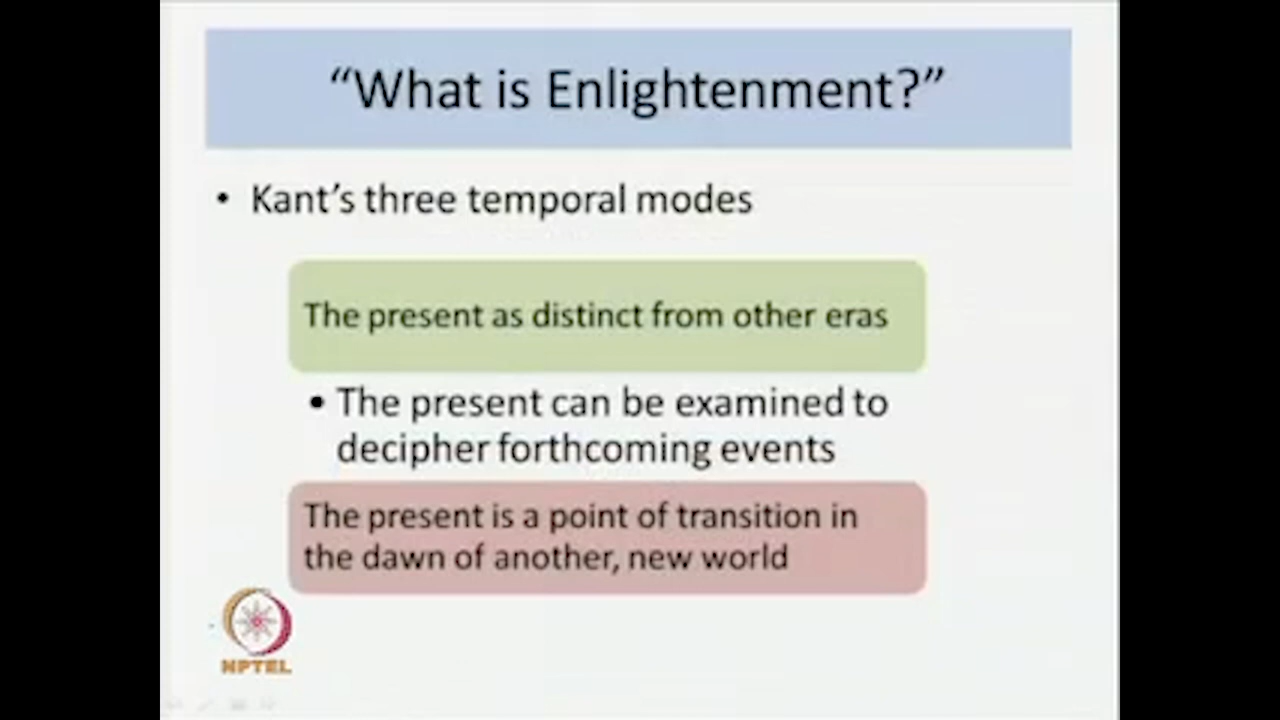 “What is Enlightenment?”
• Kant’s three temporal modes
The present as distinct from other eras
• The present can be examined to
decipher forthcoming events
The present is a point of transition in
the dawn of another, new world
NPTEL